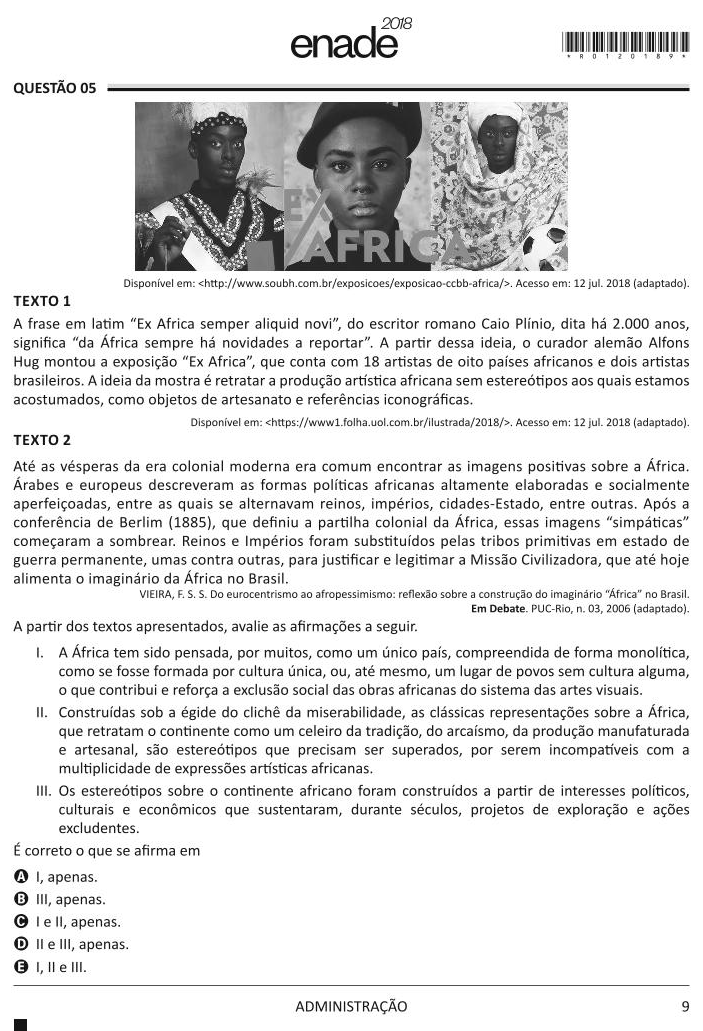 enade 2018
*R0120189*
QUESTÃO 05
EX
AFRICA
Disponível em: <http://www.soubh.com.br/exposicoes/exposicao-ccbb-africa/>. Acesso em: 12 jul. 2018 (adaptado).
TEXTO 1
A frase em latim “Ex Africa semper aliquid novi”, do escritor romano Caio Plínio, dita há 2.000 anos,
significa “da África sempre há novidades a reportar”. A partir dessa ideia, o curador alemão Alfons
Hug montou a exposição “Ex Africa”, que conta com 18 artistas de oito países africanos e dois artistas
brasileiros. A ideia da mostra é retratar a produção artística africana sem estereótipos aos quais estamos
acostumados, como objetos de artesanato e referências iconográficas.
Disponível em: <https://www1.folha.uol.com.br/ilustrada/2018/>. Acesso em: 12 jul. 2018 (adaptado).
TEXTO 2
Até as vésperas da era colonial moderna era comum encontrar as imagens positivas sobre a África.
Árabes e europeus descreveram as formas políticas africanas altamente elaboradas e socialmente
aperfeiçoadas, entre as quais se alternavam reinos, impérios, cidades-Estado, entre outras. Após a
conferência de Berlim (1885), que definiu a partilha colonial da África, essas imagens “simpáticas”
começaram a sombrear. Reinos e Impérios foram substituídos pelas tribos primitivas em estado de
guerra permanente, umas contra outras, para justificar e legitimar a Missão Civilizadora, que até hoje
alimenta o imaginário da África no Brasil.
VIEIRA, F. S. S. Do eurocentrismo ao afropessimismo: reflexão sobre a construção do imaginário “África” no Brasil.
Em Debate. PUC-Rio, n. 03, 2006 (adaptado).
A partir dos textos apresentados, avalie as afirmações a seguir.
I. A África tem sido pensada, por muitos, como um único país, compreendida de forma monolítica,
como se fosse formada por cultura única, ou, até mesmo, um lugar de povos sem cultura alguma,
o que contribui e reforça a exclusão social das obras africanas do sistema das artes visuais.
II. Construídas sob a égide do clichê da miserabilidade, as clássicas representações sobre a África,
que retratam o continente como um celeiro da tradição, do arcaísmo, da produção manufaturada
e artesanal, são estereótipos que precisam ser superados, por serem incompatíveis com a
multiplicidade de expressões artísticas africanas.
III. Os estereótipos sobre o continente africano foram construídos a partir de interesses políticos,
culturais e econômicos que sustentaram, durante séculos, projetos de exploração e ações
excludentes.
É correto o que se afirma em
A I, apenas.
B III, apenas.
C I e II, apenas.
D II e III, apenas.
E I, II e III.
ADMINISTRAÇÃO 9